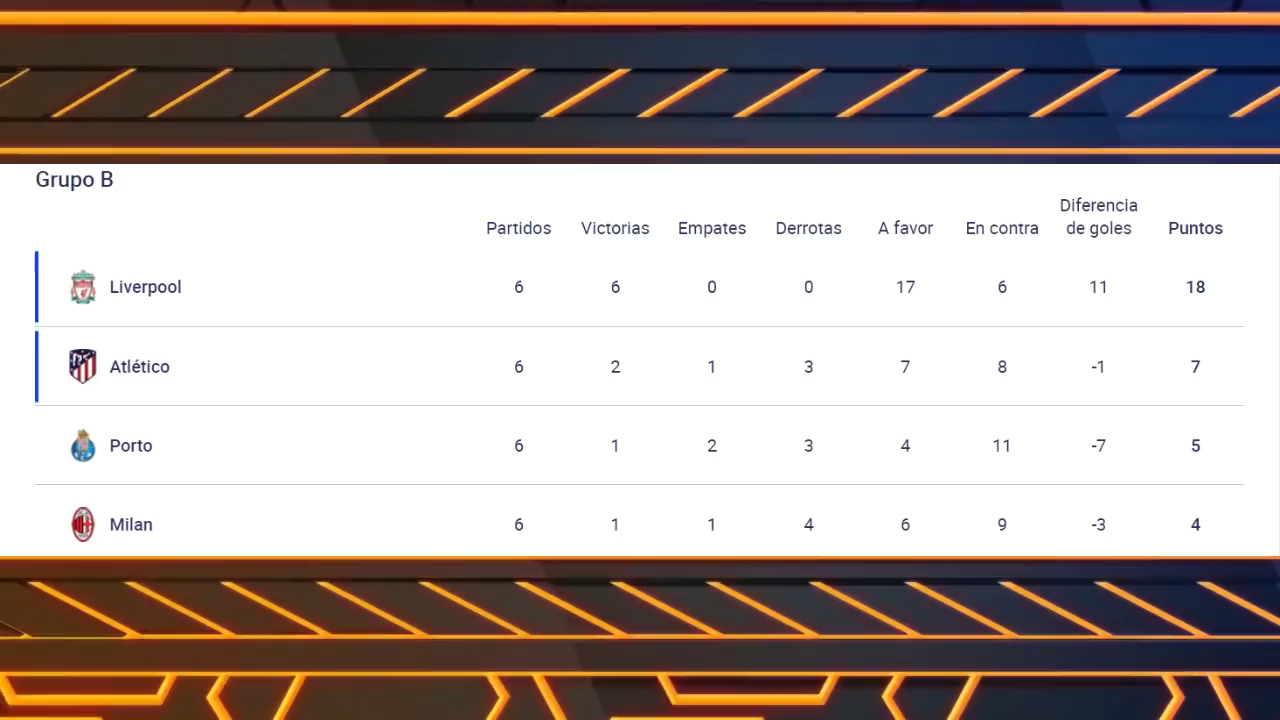 Grupo B
Partidos Victorias Empates Derrotas A favor En contra Diferencia de goles Puntos
Liverpool 6 6 0 0 17 6 11 18
Atlético 6 2 1 3 7 8 -1 7
Porto 6 1 2 3 4 11 -7 5
Milan 6 1 1 4 6 9 -3 4